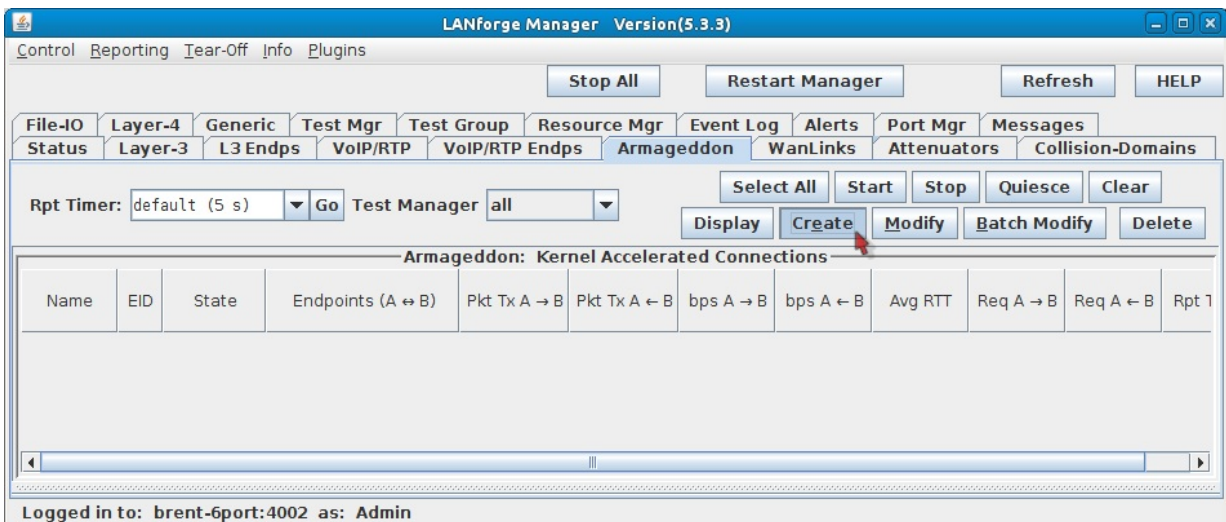 LANforge Manager Version(5.3.3)
Control Reporting Tear-Off Info Plugins
Stop All Restart Manager Refresh HELP
File-IO Layer-4 Generic Test Mgr Test Group Resource Mgr Event Log Alerts Port Mgr Messages
Status Layer-3 L3 Endps VoIP/RTP VoIP/RTP Endps Armageddon WanLinks Attenuators Collision-Domains
Rpt Timer: default (5 s) Go Test Manager all
Select All Start Stop Quiesce Clear
Display Create Modify Batch Modify Delete
Armageddon: Kernel Accelerated Connections
Name EID State Endpoints (A ↔ B) Pkt Tx A → B Pkt Tx A ← B bps A → B bps A ← B Avg RTT Req A → B Req A ← B Rpt T
Logged in to: brent-6port:4002 as: Admin